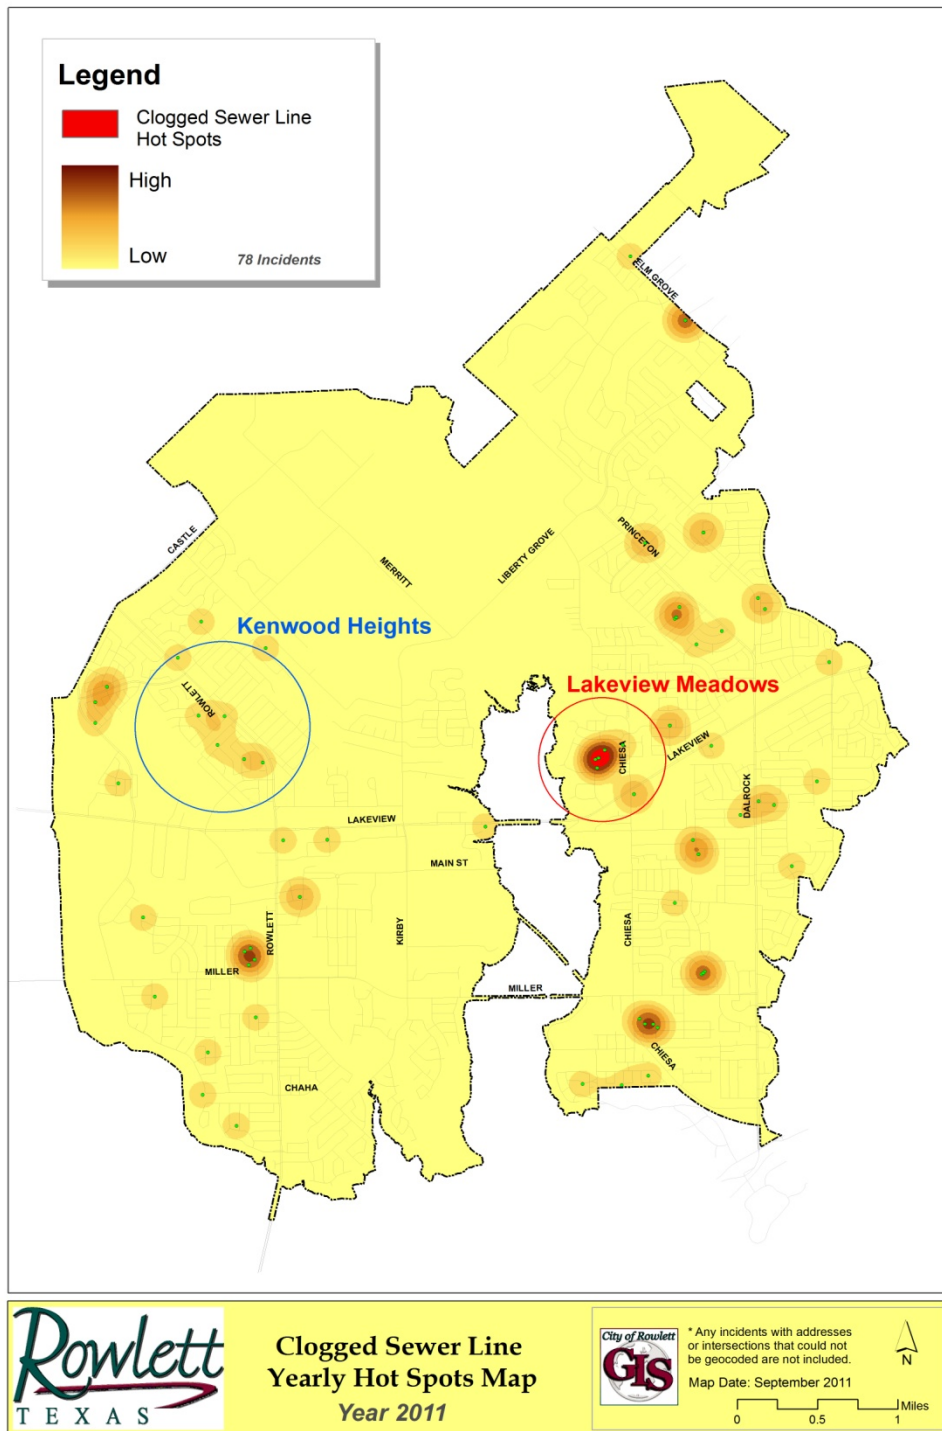 Legend
Clogged Sewer Line
Hot Spots
High
Low
78 Incidents
ELM GROVE
PRINCETON
CASTLE
LIBERTY GROVE
MERRITT
Kenwood Heights
ROWLETT
Lakeview Meadows
CHIESA
LAKEVIEW
DALROCK
LAKEVIEW
MAIN ST
ROWLETT
KIRBY
CHIESA
MILLER
MILLER
CHIESA
CHAHA
Rowlett
TEXAS
Clogged Sewer Line
Yearly Hot Spots Map
Year 2011
City of Rowlett
GIS
* Any incidents with addresses
or intersections that could not
be geocoded are not included.
Map Date: September 2011
N
Miles
0 0.5 1